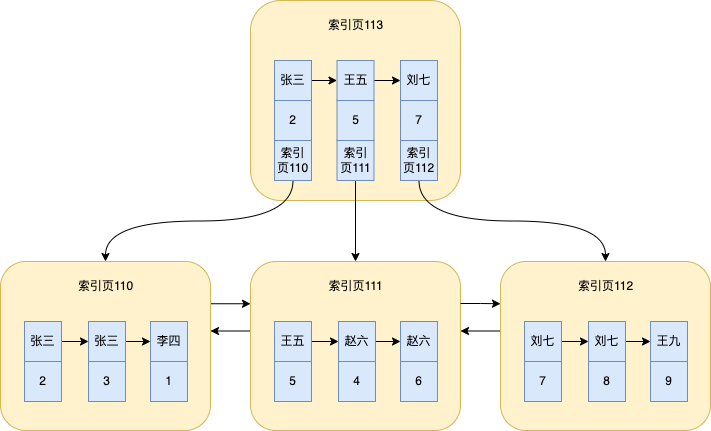 索引页113
张三 王五 刘七
2 5 7
索引 索引 索引
页110 页111 页112
索引页110 索引页111 索引页112
张三 张三 李四 王五 赵六 赵六 刘七 刘七 王九
2 3 1 5 4 6 7 8 9